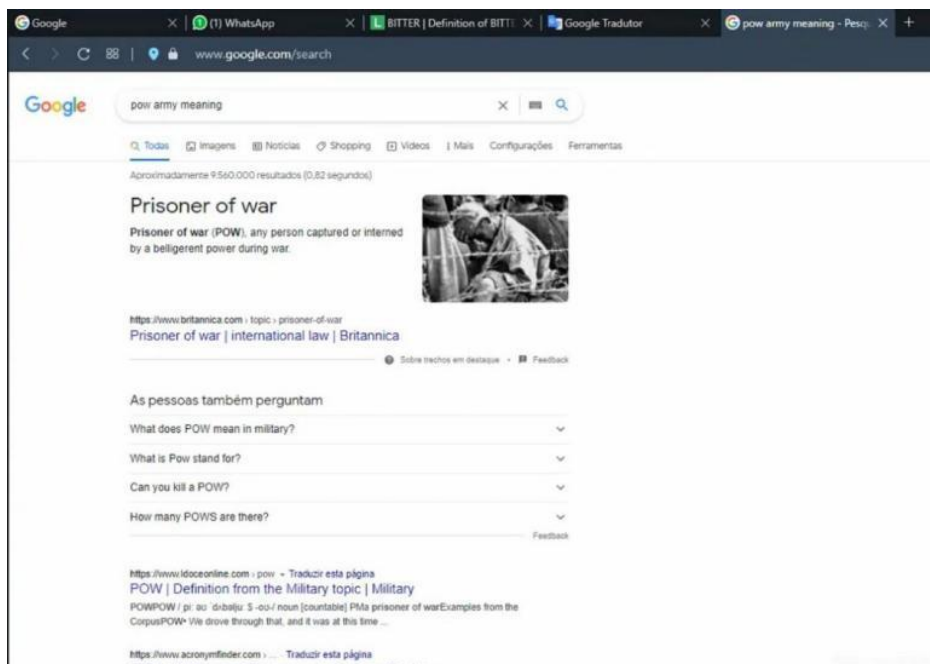 Google
(1) WhatsApp
BITTER | Definition of BITT
Google Tradutor
pow army meaning - Pesq
www.google.com/search
Google
pow army meaning
Todas Imagens Notícias Shopping Vídeos Mais Configurações Ferramentas
Aproximadamente 9.560.000 resultados (0,82 segundos)
Prisoner of war
Prisoner of war (POW), any person captured or interned
by a belligerent power during war.
https://www.britannica.com › topic › prisoner-of-war
Prisoner of war | international law | Britannica
Sobre trechos em destaque • Feedback
As pessoas também perguntam
What does POW mean in military?
What is Pow stand for?
Can you kill a POW?
How many POWS are there?
Feedback
https://www.ldoceonline.com › pow Traduzir esta página
POW | Definition from the Military topic | Military
POWPOW / noun [countable] PMa prisoner of warExamples from the
CorpusPOW• We drove through that, and it was at this time ...
https://www.acronymfinder.com › ... Traduzir esta página